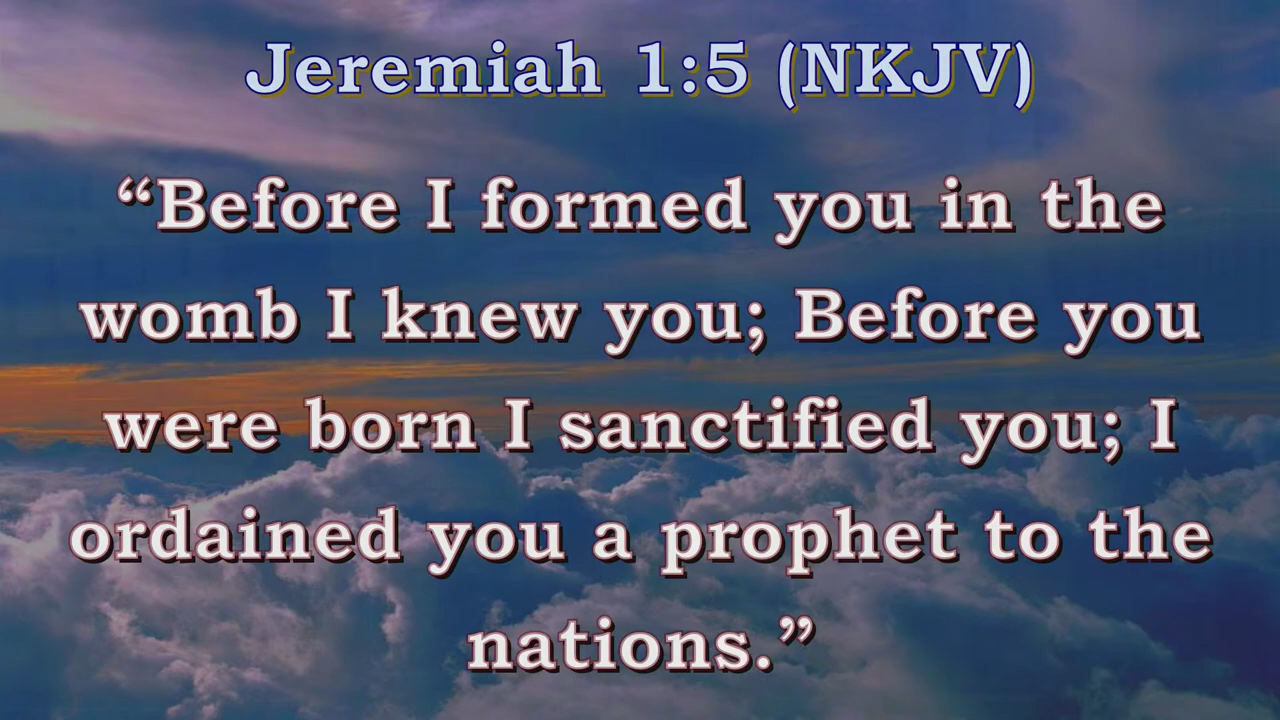 Jeremiah 1:5 (NKJV)
“Before I formed you in the
womb I knew you; Before you
were born I sanctified you; I
ordained you a prophet to the
nations.”